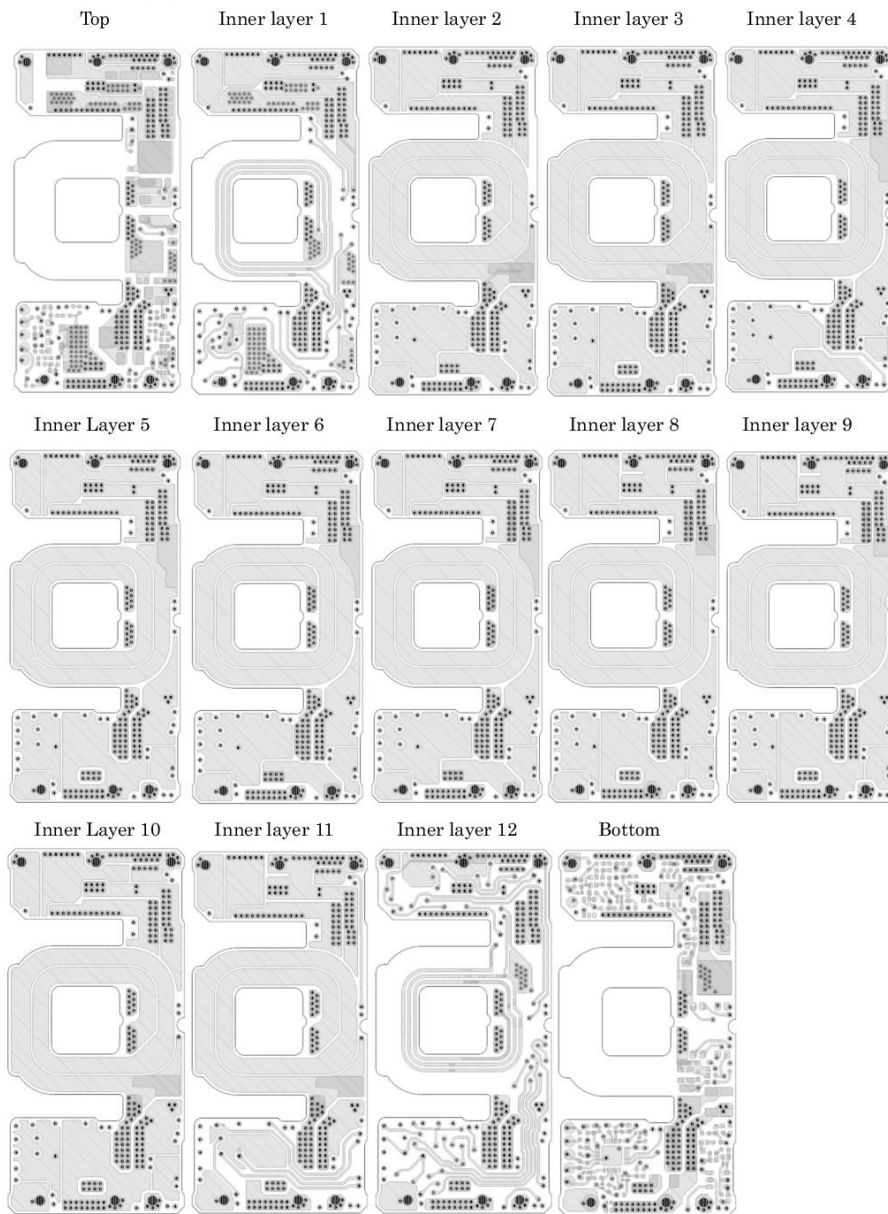 Top
Inner layer 1
Inner layer 2
Inner layer 3
Inner layer 4
Inner Layer 5
Inner layer 6
Inner layer 7
Inner layer 8
Inner layer 9
Inner Layer 10
Inner layer 11
Inner layer 12
Bottom